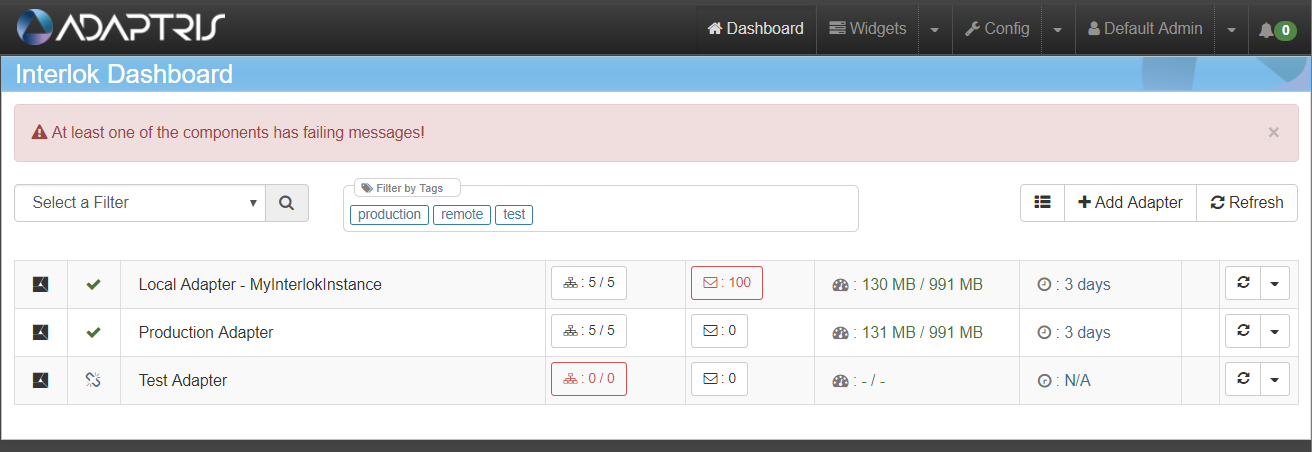 ADAPTRIS Dashboard Widgets Config Default Admin 0
Interlok Dashboard
At least one of the components has failing messages! ×
Filter by Tags
Select a Filter production remote test Add Adapter Refresh
Local Adapter - MyInterlokInstance : 5 / 5 : 100 : 130 MB / 991 MB : 3 days
Production Adapter : 5 / 5 : 0 : 131 MB / 991 MB : 3 days
Test Adapter : 0 / 0 : 0 : - / - : N/A